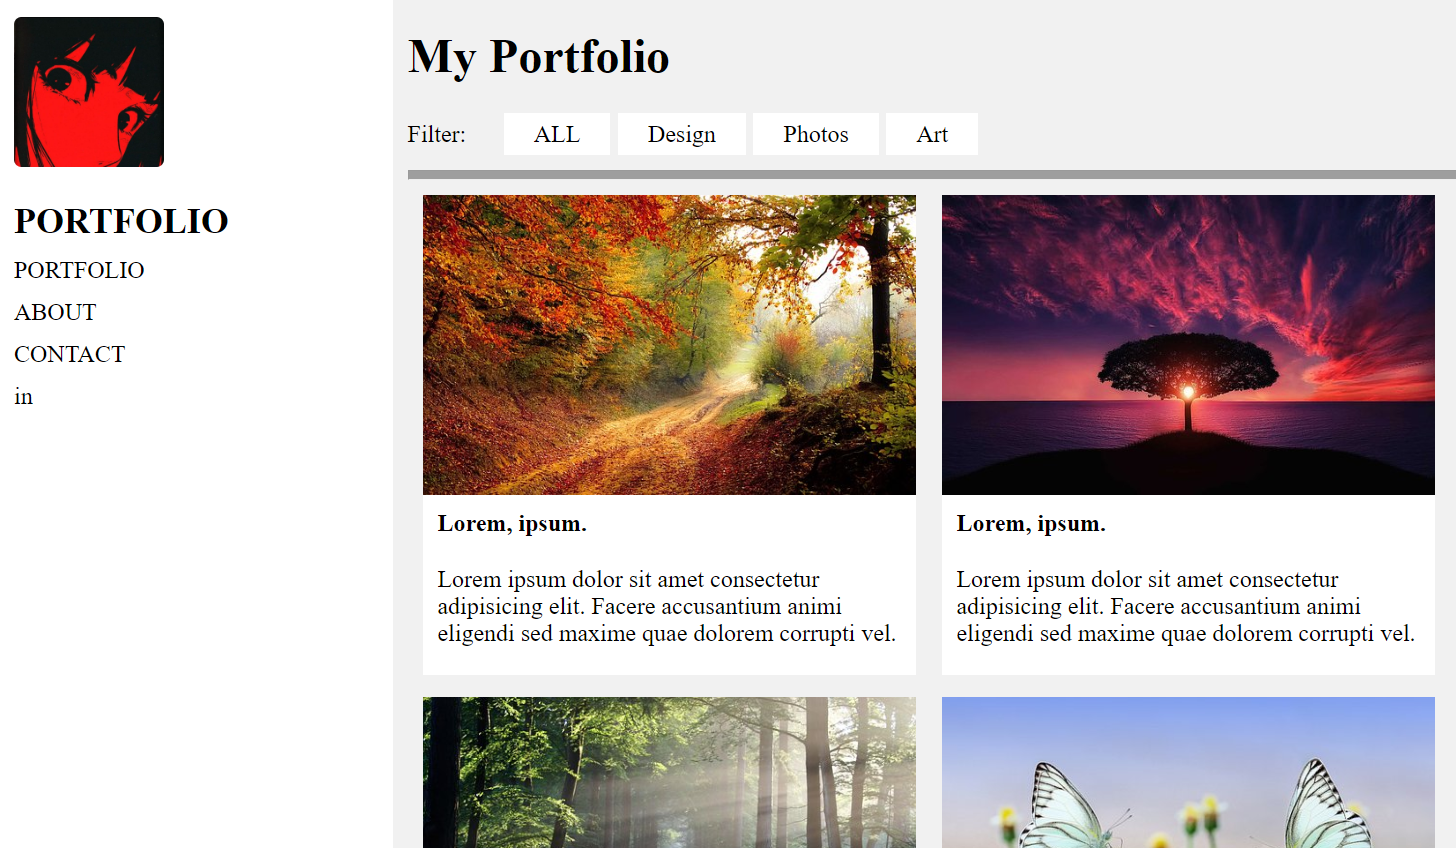 PORTFOLIO
PORTFOLIO
ABOUT
CONTACT
in
My Portfolio
Filter: ALL Design Photos Art
Lorem, ipsum.
Lorem ipsum dolor sit amet consectetur
adipisicing elit. Facere accusantium animi
eligendi sed maxime quae dolorem corrupti vel.
Lorem, ipsum.
Lorem ipsum dolor sit amet consectetur
adipisicing elit. Facere accusantium animi
eligendi sed maxime quae dolorem corrupti vel.